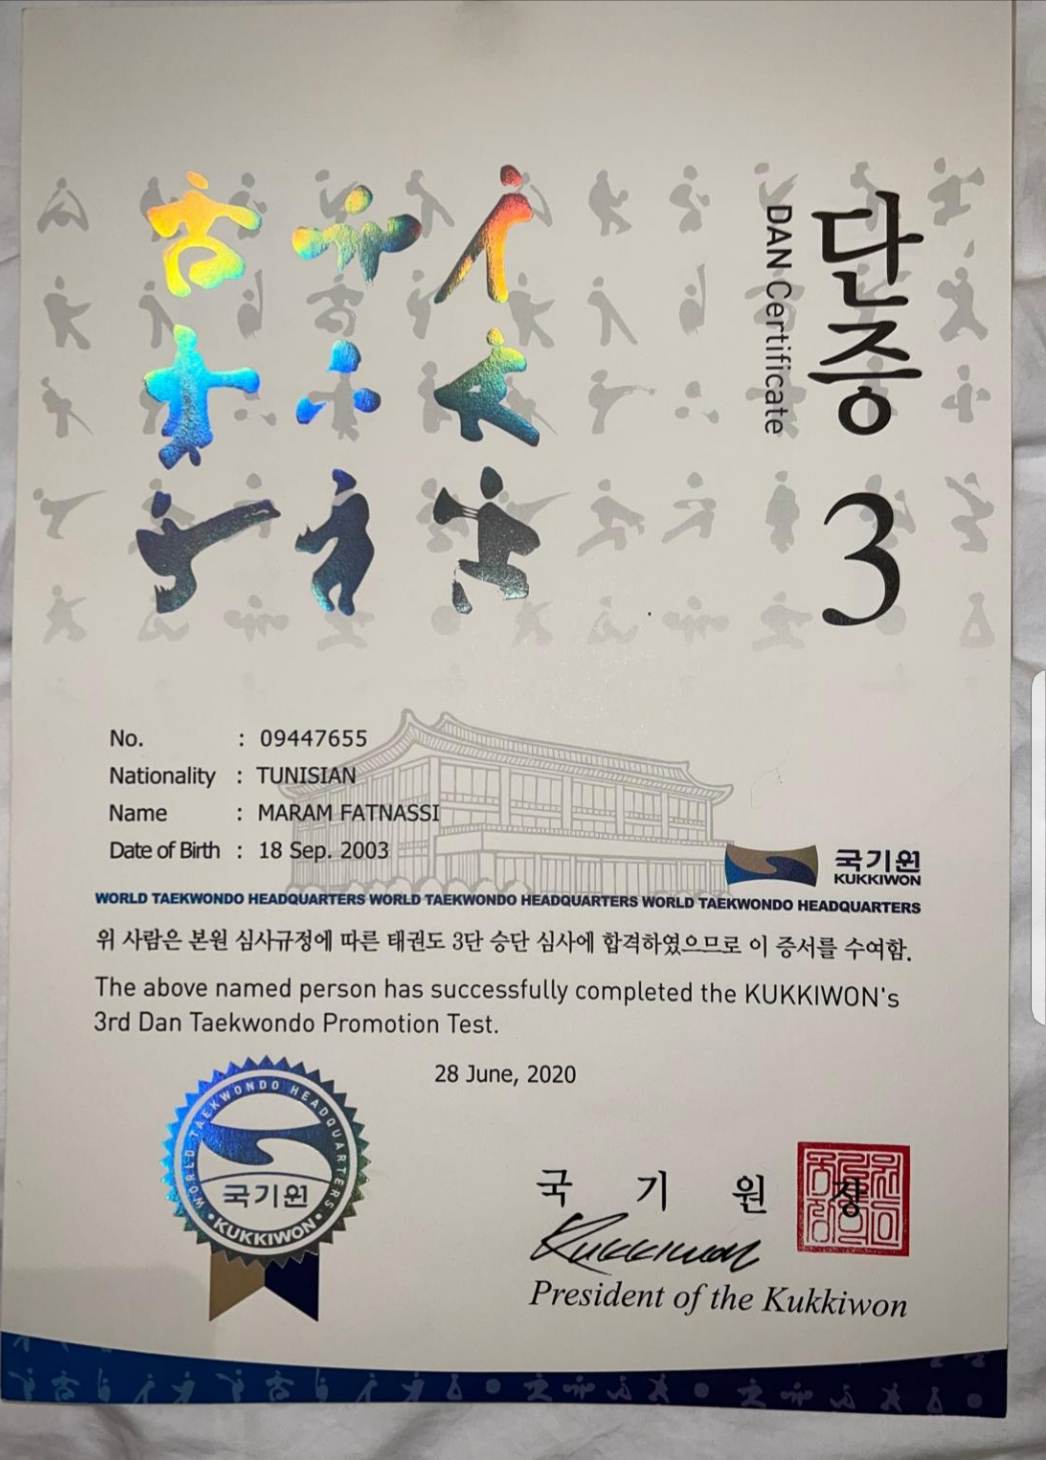 단증 3
DAN Certificate
No. : 09447655
Nationality : TUNISIAN
Name : MARAM FATNASSI
Date of Birth : 18 Sep. 2003
국기원
KUKKIWON
WORLD TAEKWONDO HEADQUARTERS WORLD TAEKWONDO HEADQUARTERS WORLD TAEKWONDO HEADQUARTERS
위 사람은 본원 심사규정에 따른 태권도 3단 승단 심사에 합격하였으므로 이 증서를 수여함.
The above named person has successfully completed the KUKKIWON's
3rd Dan Taekwondo Promotion Test.
28 June, 2020
WORLD TAEKWONDO HEADQUARTERS
국기원
KUKKIWON
국 기 원 장
Kukkiwon
President of the Kukkiwon